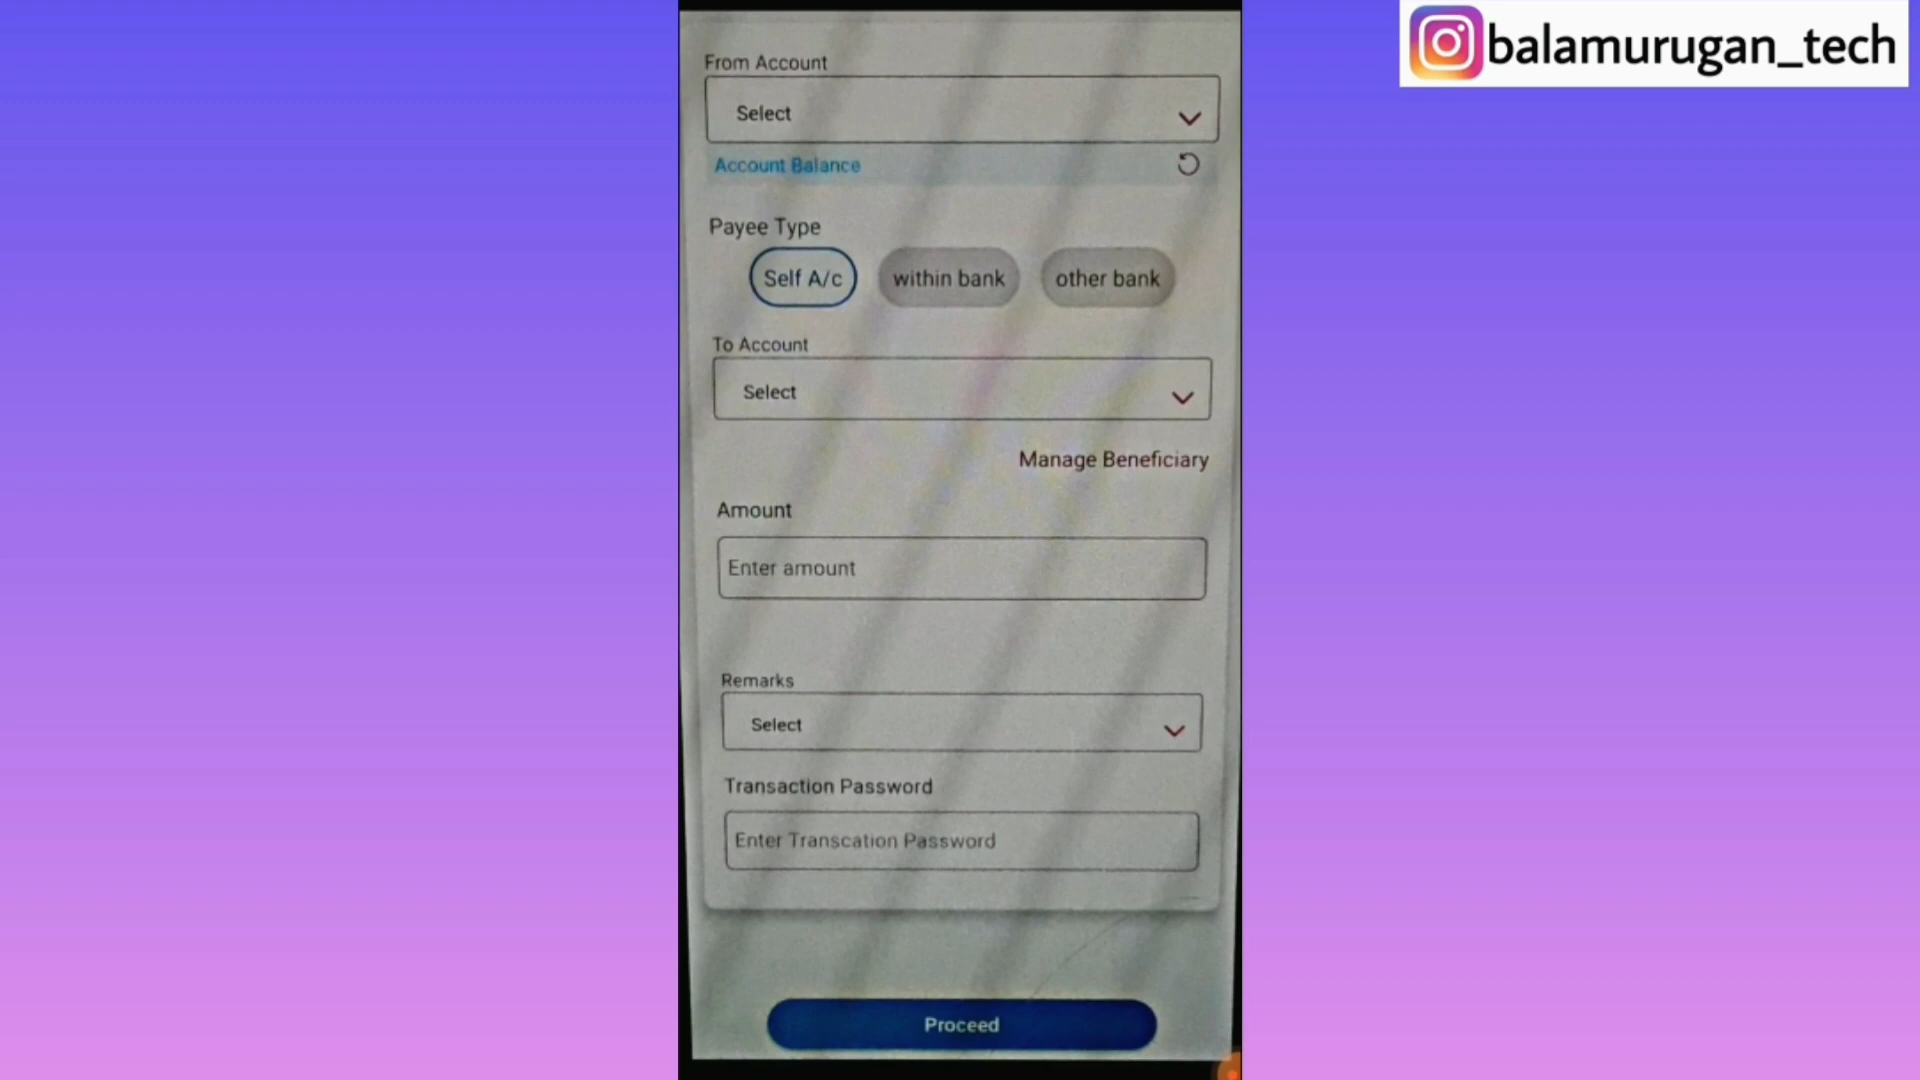 balamurugan_tech
From Account
Select
Account Balance
Payee Type
Self A/c within bank other bank
To Account
Select
Manage Beneficiary
Amount
Enter amount
Remarks
Select
Transaction Password
Enter Transcation Password
Proceed